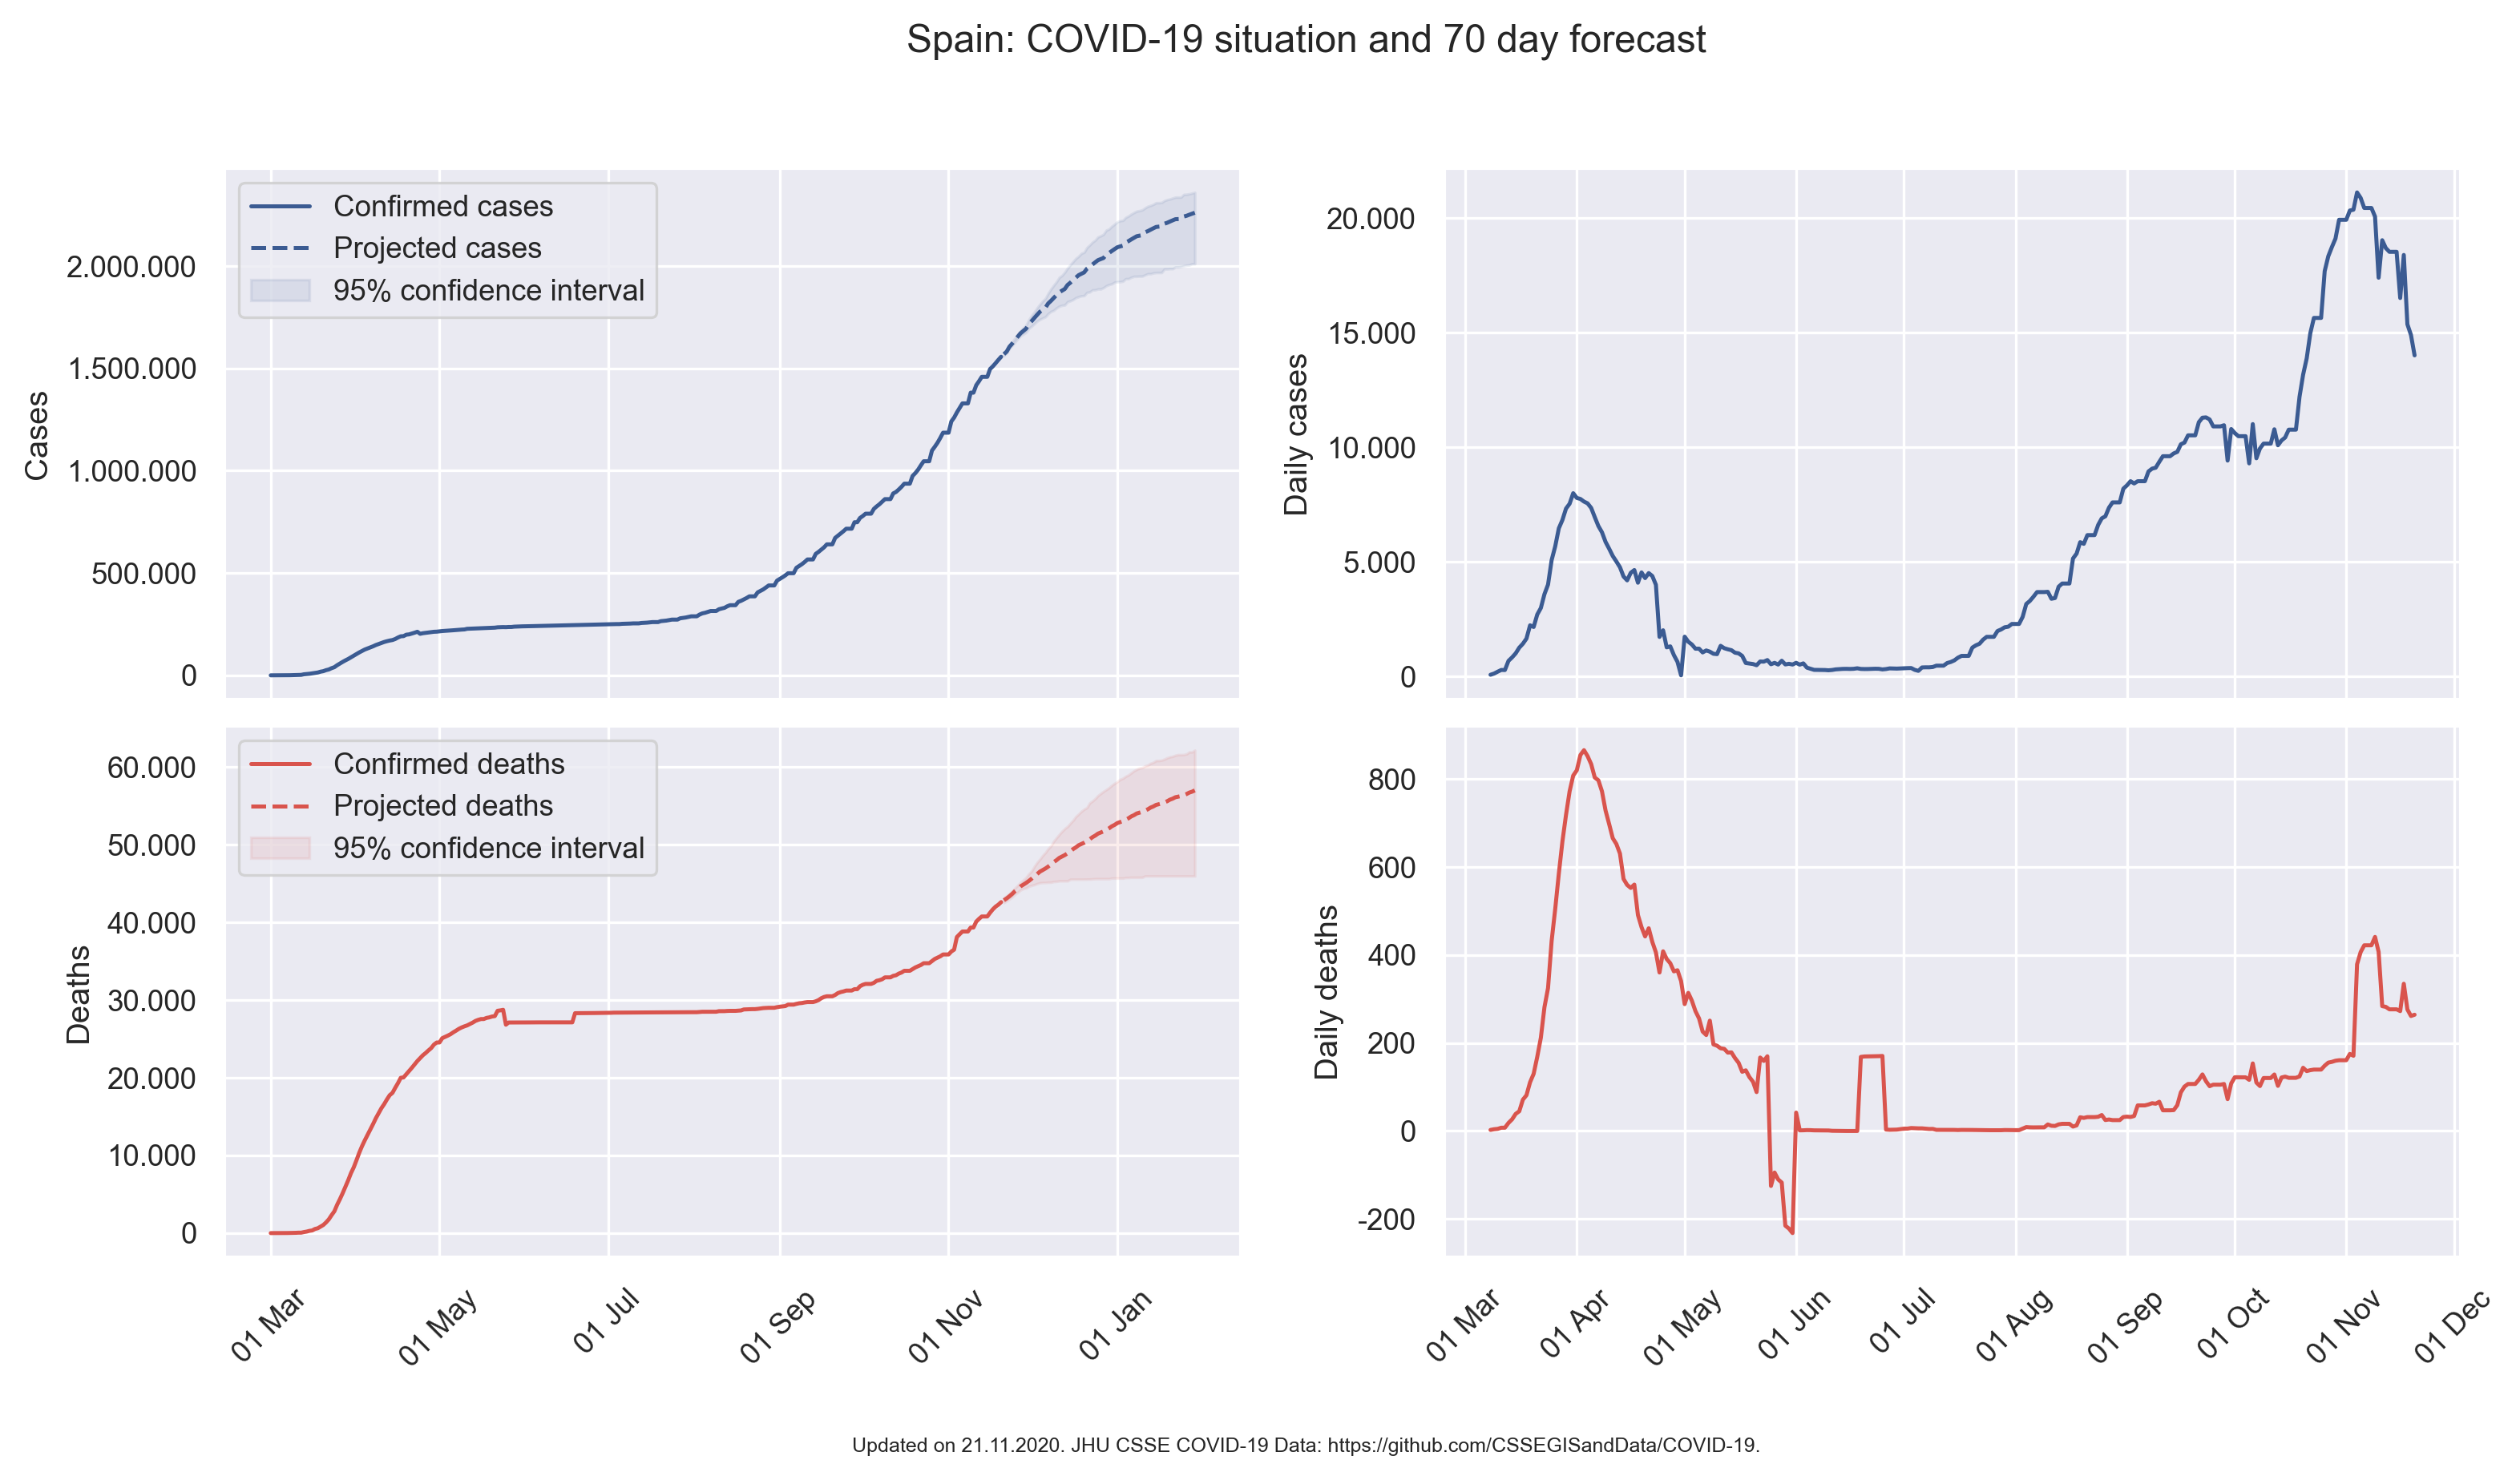 Spain: COVID-19 situation and 70 day forecast
Confirmed cases
Projected cases
95% confidence interval
Cases
2.000.000
1.500.000
1.000.000
500.000
0
Daily cases
20.000
15.000
10.000
5.000
0
Confirmed deaths
Projected deaths
95% confidence interval
Deaths
60.000
50.000
40.000
30.000
20.000
10.000
0
01 Mar
01 May
01 Jul
01 Sep
01 Nov
01 Jan
Daily deaths
800
600
400
200
0
-200
01 Mar
01 Apr
01 May
01 Jun
01 Jul
01 Aug
01 Sep
01 Oct
01 Nov
01 Dec
Updated on 21.11.2020. JHU CSSE COVID-19 Data: https://github.com/CSSEGISandData/COVID-19.